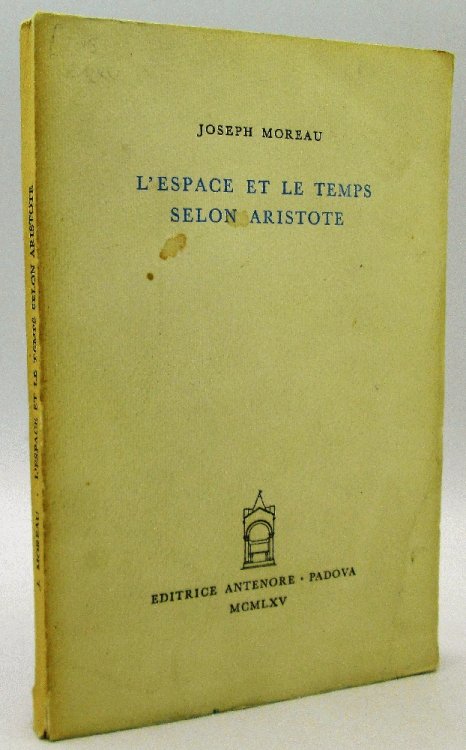 JOSEPH MOREAU
L'ESPACE ET LE TEMPS
SELON ARISTOTE
EDITRICE ANTENORE · PADOVA
MCMLXV
J. MOREAU · L'ESPACE ET LE TEMPS SELON ARISTOTE